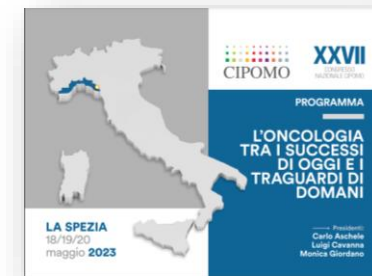 CIPOMO
XXVII
CONGRESSO
NAZIONALE CIPOMO
PROGRAMMA
L'ONCOLOGIA
TRA I SUCCESSI
DI OGGI E I
TRAGUARDI DI
DOMANI
LA SPEZIA
18/19/20
maggio 2023
Presidenti:
Carlo Aschele
Luigi Cavanna
Monica Giordano